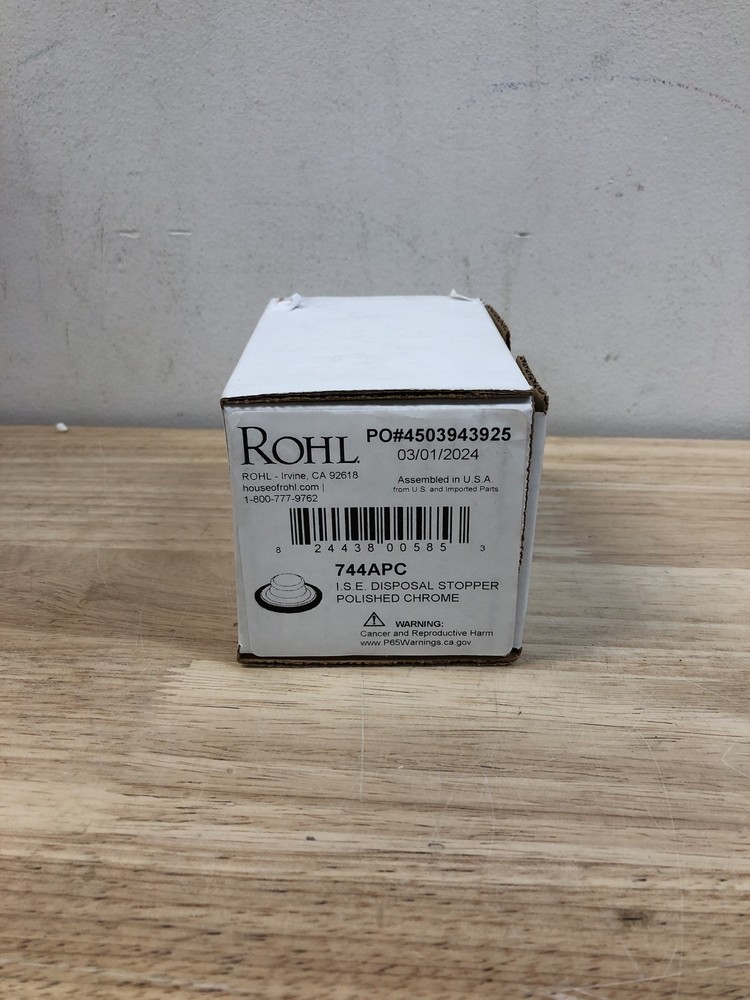 ROHL PO#4503943925
03/01/2024
ROHL - Irvine, CA 92618
houseofrohl.com |
1-800-777-9762
Assembled in U.S.A.
from U.S. and Imported Parts
8 24438 00585 3
744APC
I.S.E. DISPOSAL STOPPER
POLISHED CHROME
WARNING:
Cancer and Reproductive Harm
www.P65Warnings.ca.gov